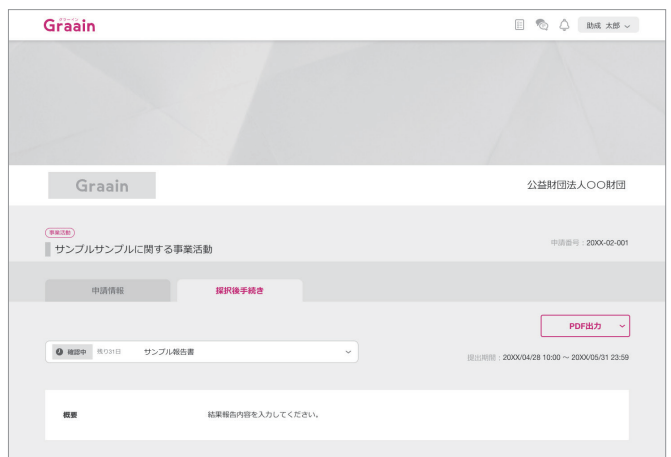 Graain
助成 太郎
Graain
公益財団法人〇〇財団
事業活動
サンプルサンプルに関する事業活動
申請番号：20XX-02-001
申請情報
採択後手続き
PDF出力
確認中 残り31日 サンプル報告書
提出期間：20XX/04/28 10:00 ～ 20XX/05/31 23:59
概要
結果報告内容を入力してください。